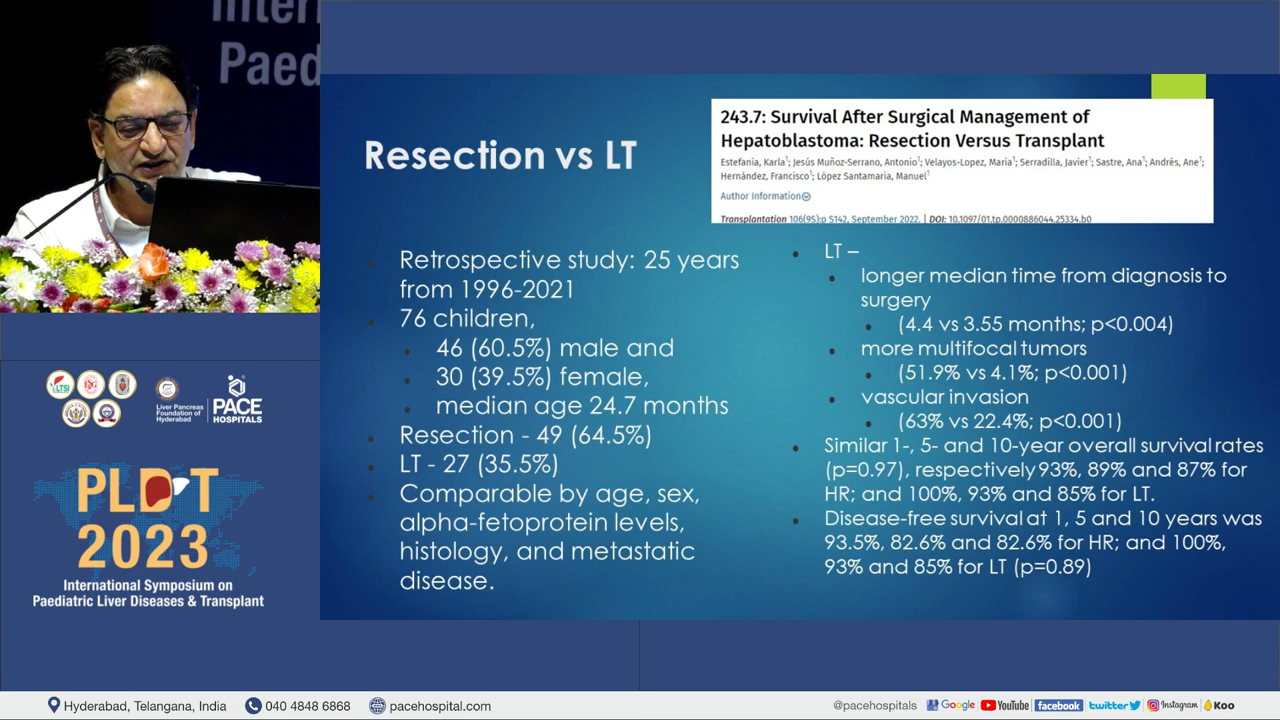 Inter
Paed
Resection vs LT
243.7: Survival After Surgical Management of
Hepatoblastoma: Resection Versus Transplant
Estefanía, Karla1; Jesús Muñoz-Serrano, Antonio1; Velayos-Lopez, Maria1; Serradilla, Javier1; Sastre, Ana1; Andrés, Ane1;
Hernández, Francisco1; López Santamaría, Manuel1
Author Information
Transplantation 106(9S):p S142, September 2022. | DOI: 10.1097/01.tp.0000886044.25334.b0
Retrospective study: 25 years
from 1996-2021
76 children,
46 (60.5%) male and
30 (39.5%) female,
median age 24.7 months
Resection - 49 (64.5%)
LT - 27 (35.5%)
Comparable by age, sex,
alpha-fetoprotein levels,
histology, and metastatic
disease.
LT –
longer median time from diagnosis to
surgery
(4.4 vs 3.55 months; p<0.004)
more multifocal tumors
(51.9% vs 4.1%; p<0.001)
vascular invasion
(63% vs 22.4%; p<0.001)
Similar 1-, 5- and 10-year overall survival rates
(p=0.97), respectively 93%, 89% and 87% for
HR; and 100%, 93% and 85% for LT.
Disease-free survival at 1, 5 and 10 years was
93.5%, 82.6% and 82.6% for HR; and 100%,
93% and 85% for LT (p=0.89)
LTSI
Liver Pancreas
Foundation of
Hyderabad
PACE
HOSPITALS
PLDT
2023
International Symposium on
Paediatric Liver Diseases & Transplant
Hyderabad, Telangana, India 040 4848 6868 pacehospital.com @pacehospitals Google YouTube facebook twitter Instagram Koo